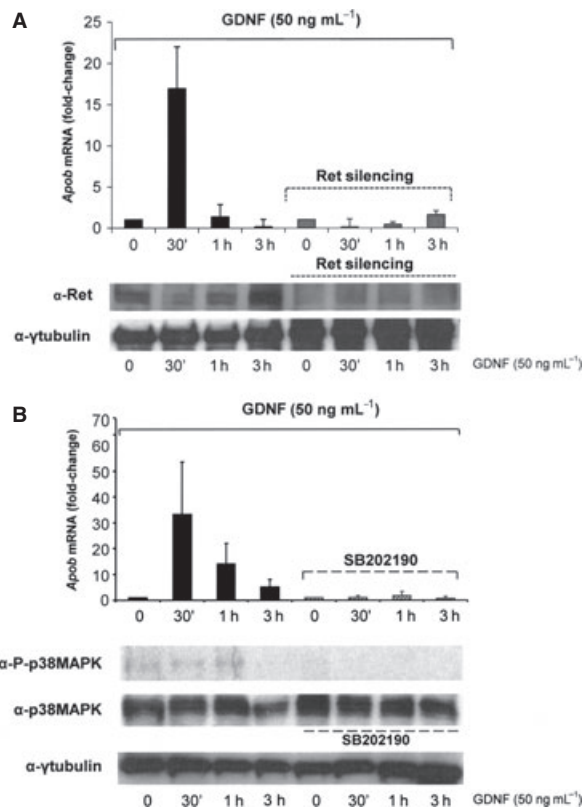 A
GDNF (50 ng mL⁻¹)
Apob mRNA (fold-change)
25
20
15
10
5
0
Ret silencing
0 30' 1 h 3 h 0 30' 1 h 3 h
Ret silencing
α-Ret
α-γtubulin
0 30' 1 h 3 h 0 30' 1 h 3 h GDNF (50 ng mL⁻¹)
B
GDNF (50 ng mL⁻¹)
Apob mRNA (fold-change)
70
60
50
40
30
20
10
0
SB202190
0 30' 1 h 3 h 0 30' 1 h 3 h
α-P-p38MAPK
α-p38MAPK
SB202190
α-γtubulin
0 30' 1 h 3 h 0 30' 1 h 3 h GDNF (50 ng mL⁻¹)